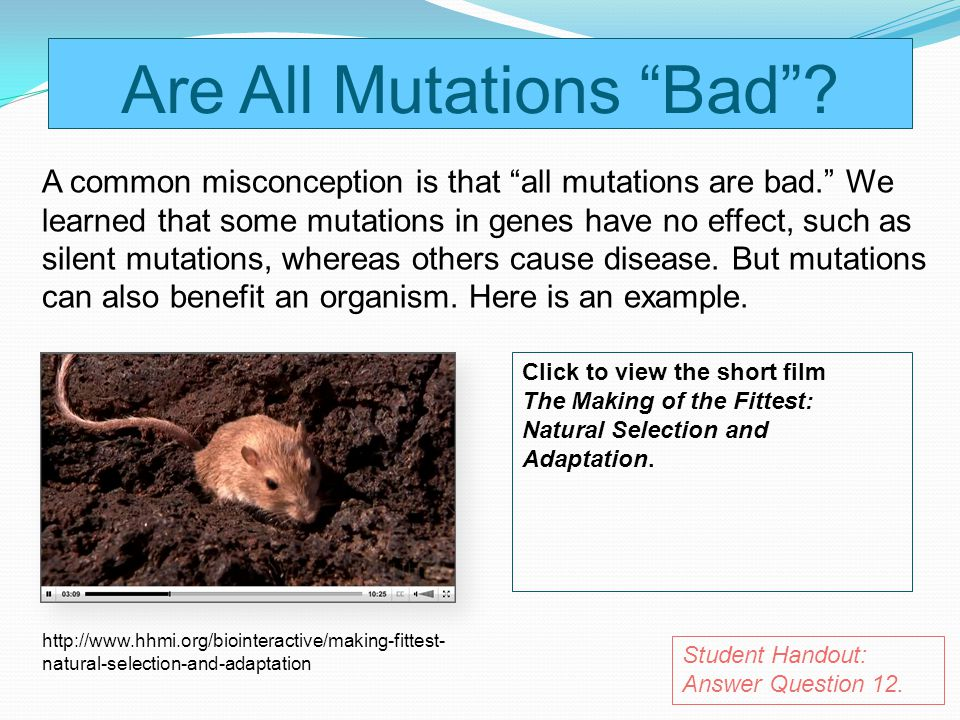 Are All Mutations “Bad”?
A common misconception is that “all mutations are bad.” We
learned that some mutations in genes have no effect, such as
silent mutations, whereas others cause disease. But mutations
can also benefit an organism. Here is an example.
Click to view the short film
The Making of the Fittest:
Natural Selection and
Adaptation.
03:09
10:25
CC
http://www.hhmi.org/biointeractive/making-fittest-
natural-selection-and-adaptation
Student Handout:
Answer Question 12.